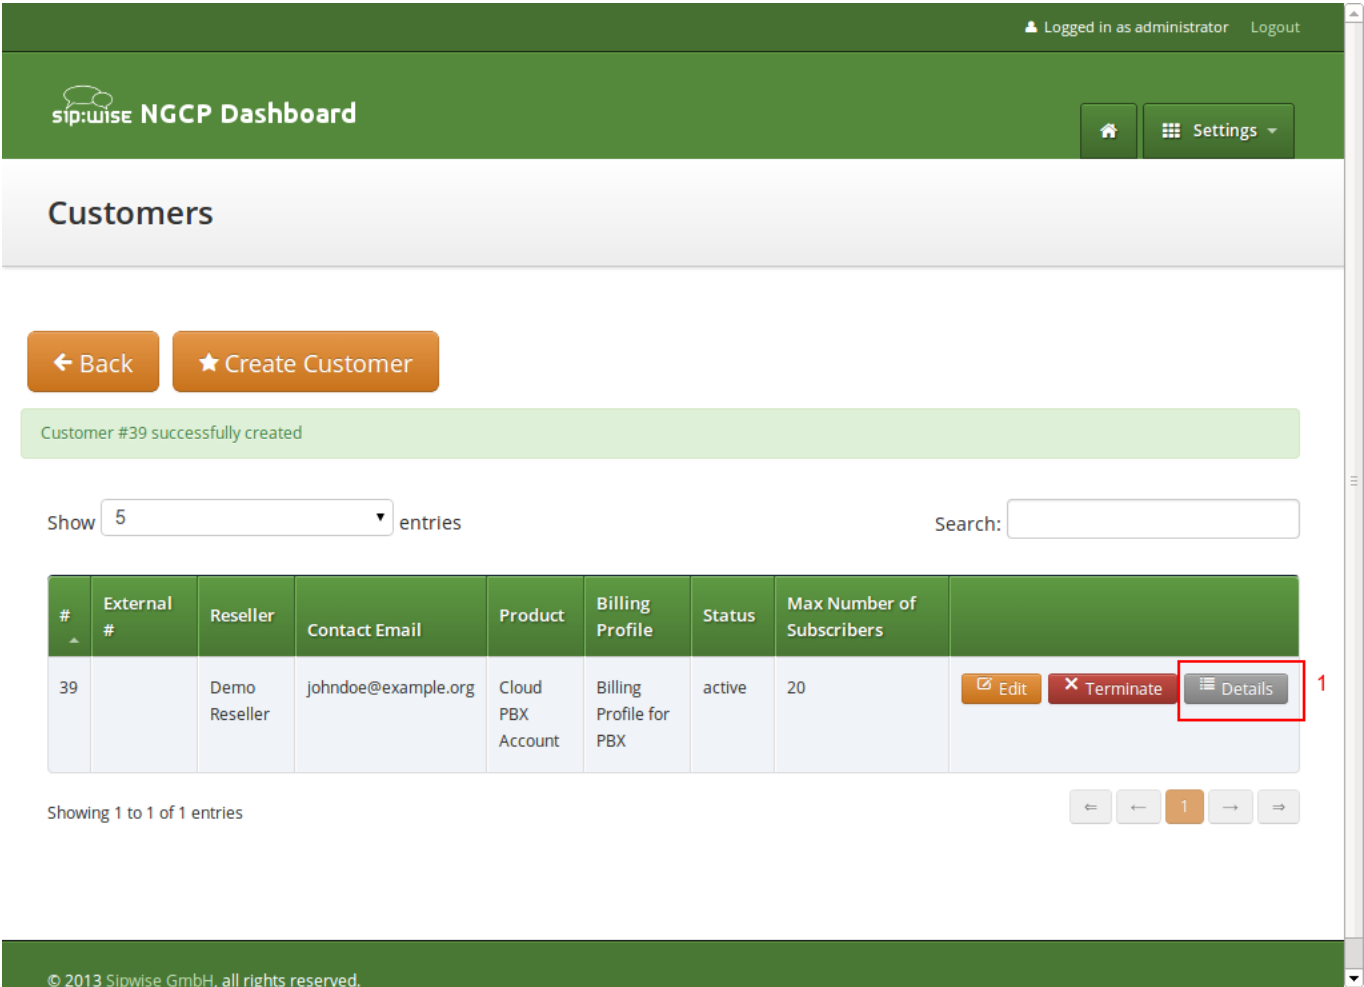 Logged in as administrator Logout
sip:wise NGCP Dashboard
Settings
Customers
Back Create Customer
Customer #39 successfully created
Show 5 entries Search:
# External # Reseller Contact Email Product Billing Profile Status Max Number of Subscribers
39 Demo Reseller johndoe@example.org Cloud PBX Account Billing Profile for PBX active 20 Edit Terminate Details 1
Showing 1 to 1 of 1 entries ⇐ ← 1 → ⇒
© 2013 Sipwise GmbH, all rights reserved.